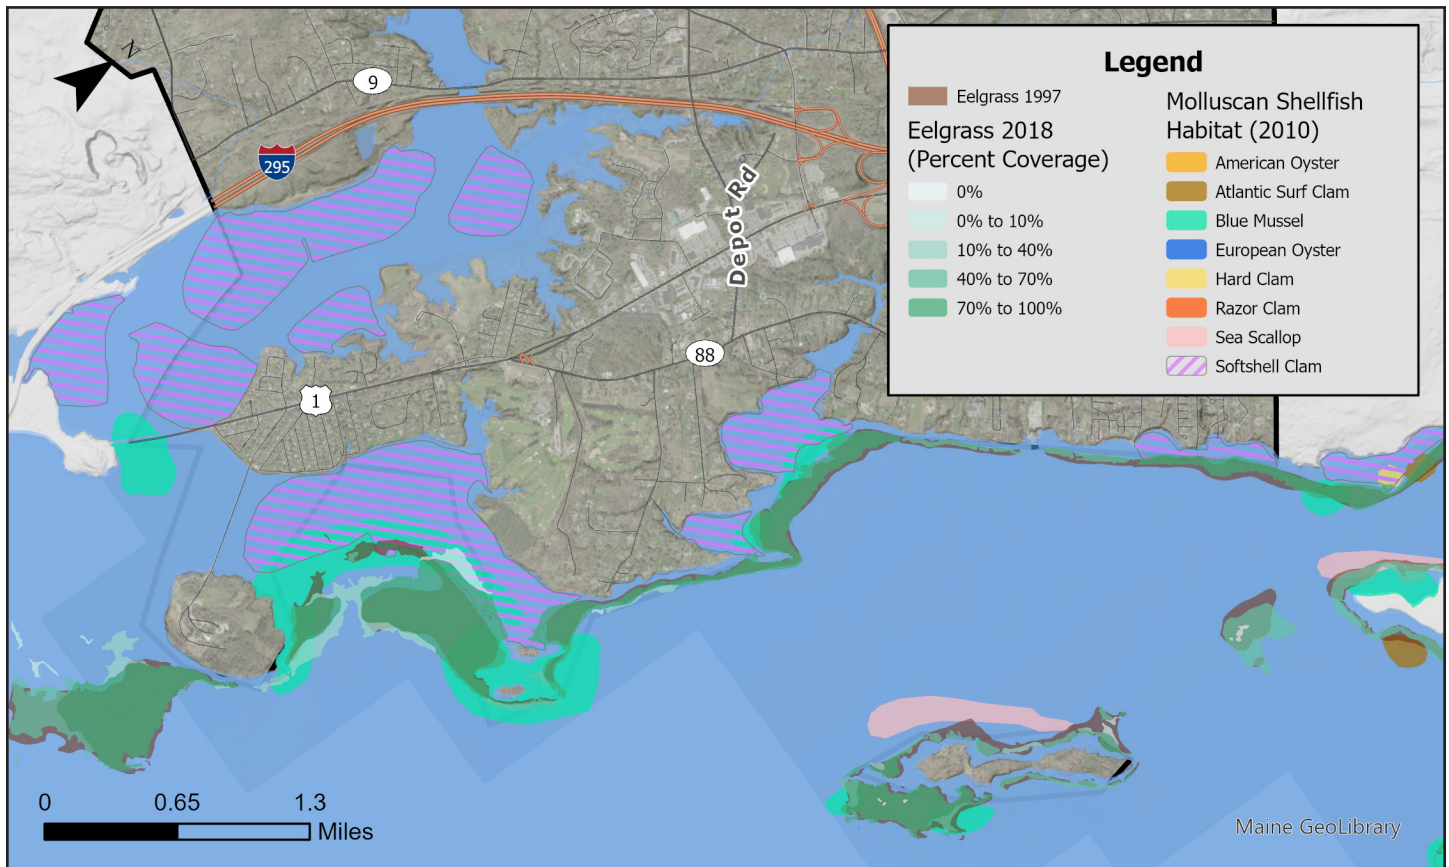 N
9
295
Depot Rd
88
1
Legend
Eelgrass 1997
Eelgrass 2018
(Percent Coverage)
0%
0% to 10%
10% to 40%
40% to 70%
70% to 100%
Molluscan Shellfish
Habitat (2010)
American Oyster
Atlantic Surf Clam
Blue Mussel
European Oyster
Hard Clam
Razor Clam
Sea Scallop
Softshell Clam
0 0.65 1.3
Miles
Maine GeoLibrary